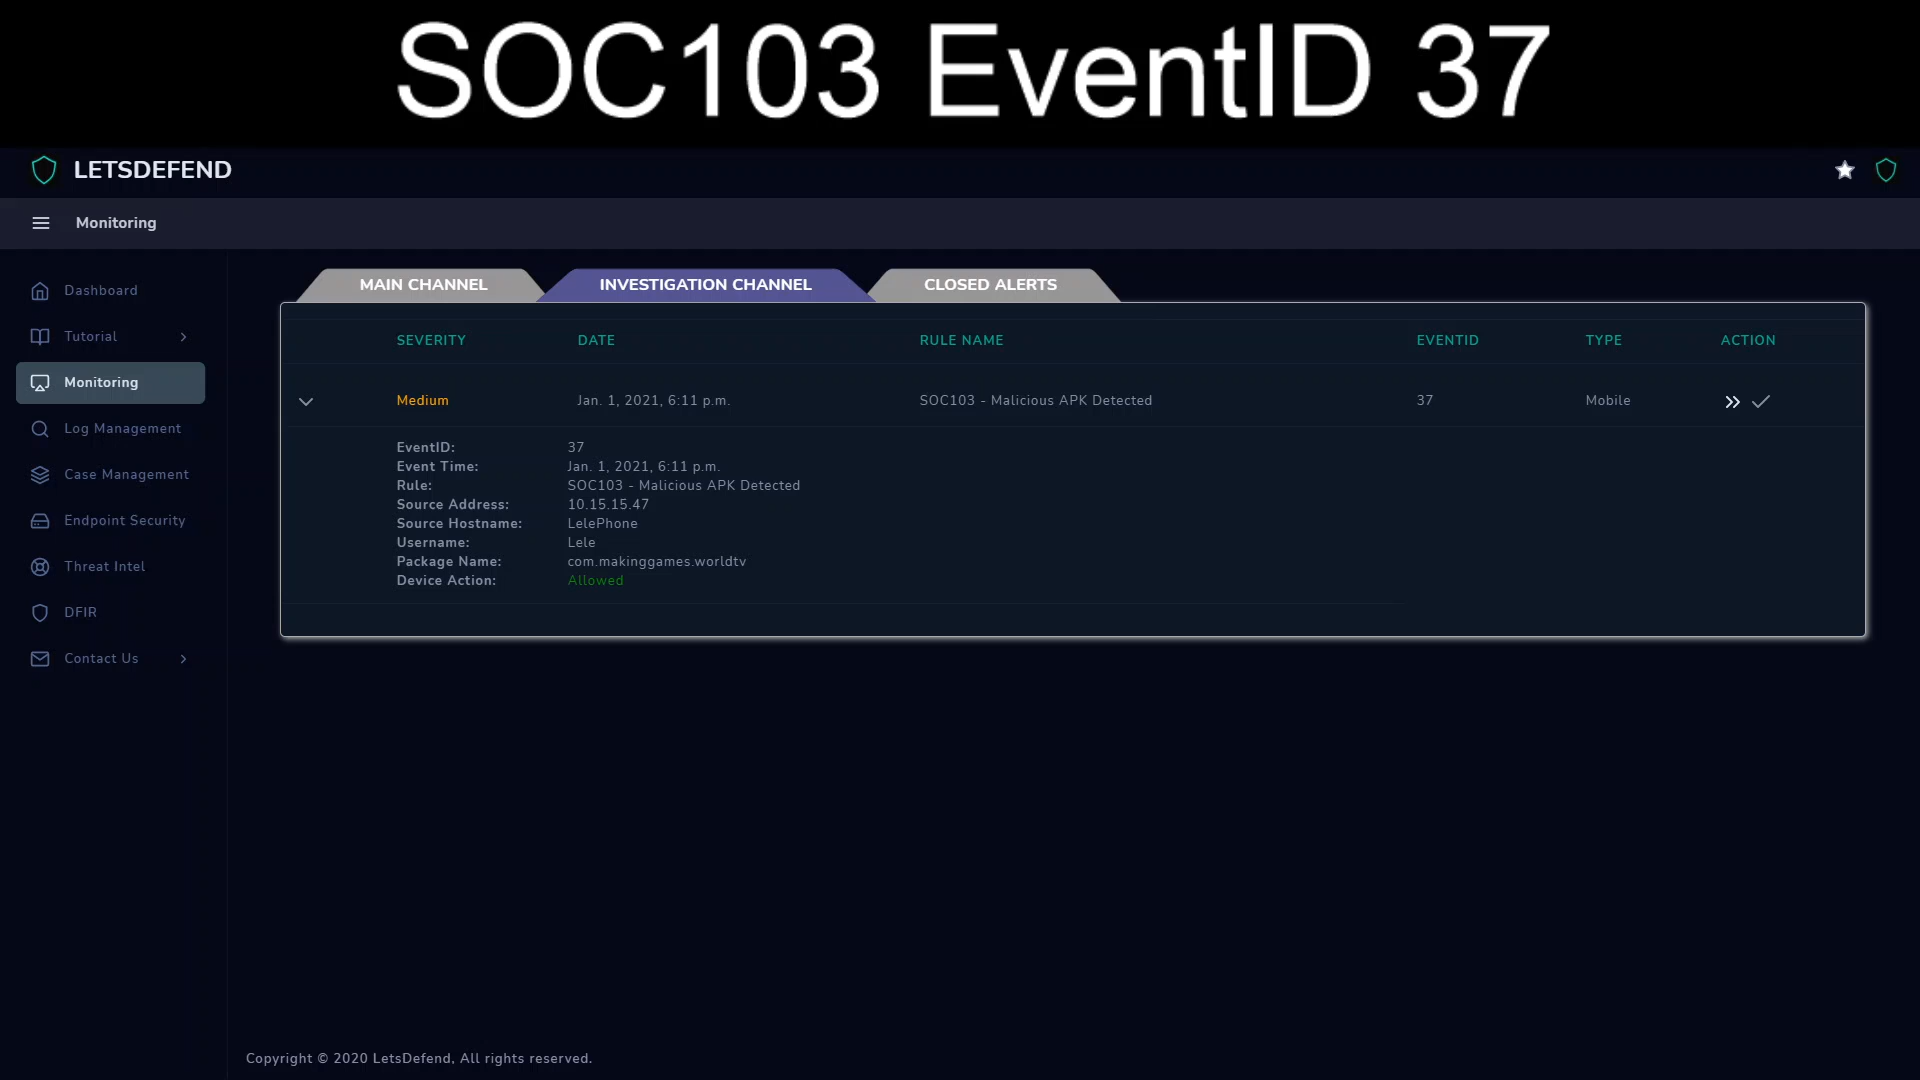 SOC103 EventID 37
LETSDEFEND
Monitoring
Dashboard
Tutorial
Monitoring
Log Management
Case Management
Endpoint Security
Threat Intel
DFIR
Contact Us
MAIN CHANNEL INVESTIGATION CHANNEL CLOSED ALERTS
SEVERITY DATE RULE NAME EVENTID TYPE ACTION
Medium Jan. 1, 2021, 6:11 p.m. SOC103 - Malicious APK Detected 37 Mobile
EventID: 37
Event Time: Jan. 1, 2021, 6:11 p.m.
Rule: SOC103 - Malicious APK Detected
Source Address: 10.15.15.47
Source Hostname: LelePhone
Username: Lele
Package Name: com.makinggames.worldtv
Device Action: Allowed
Copyright © 2020 LetsDefend, All rights reserved.